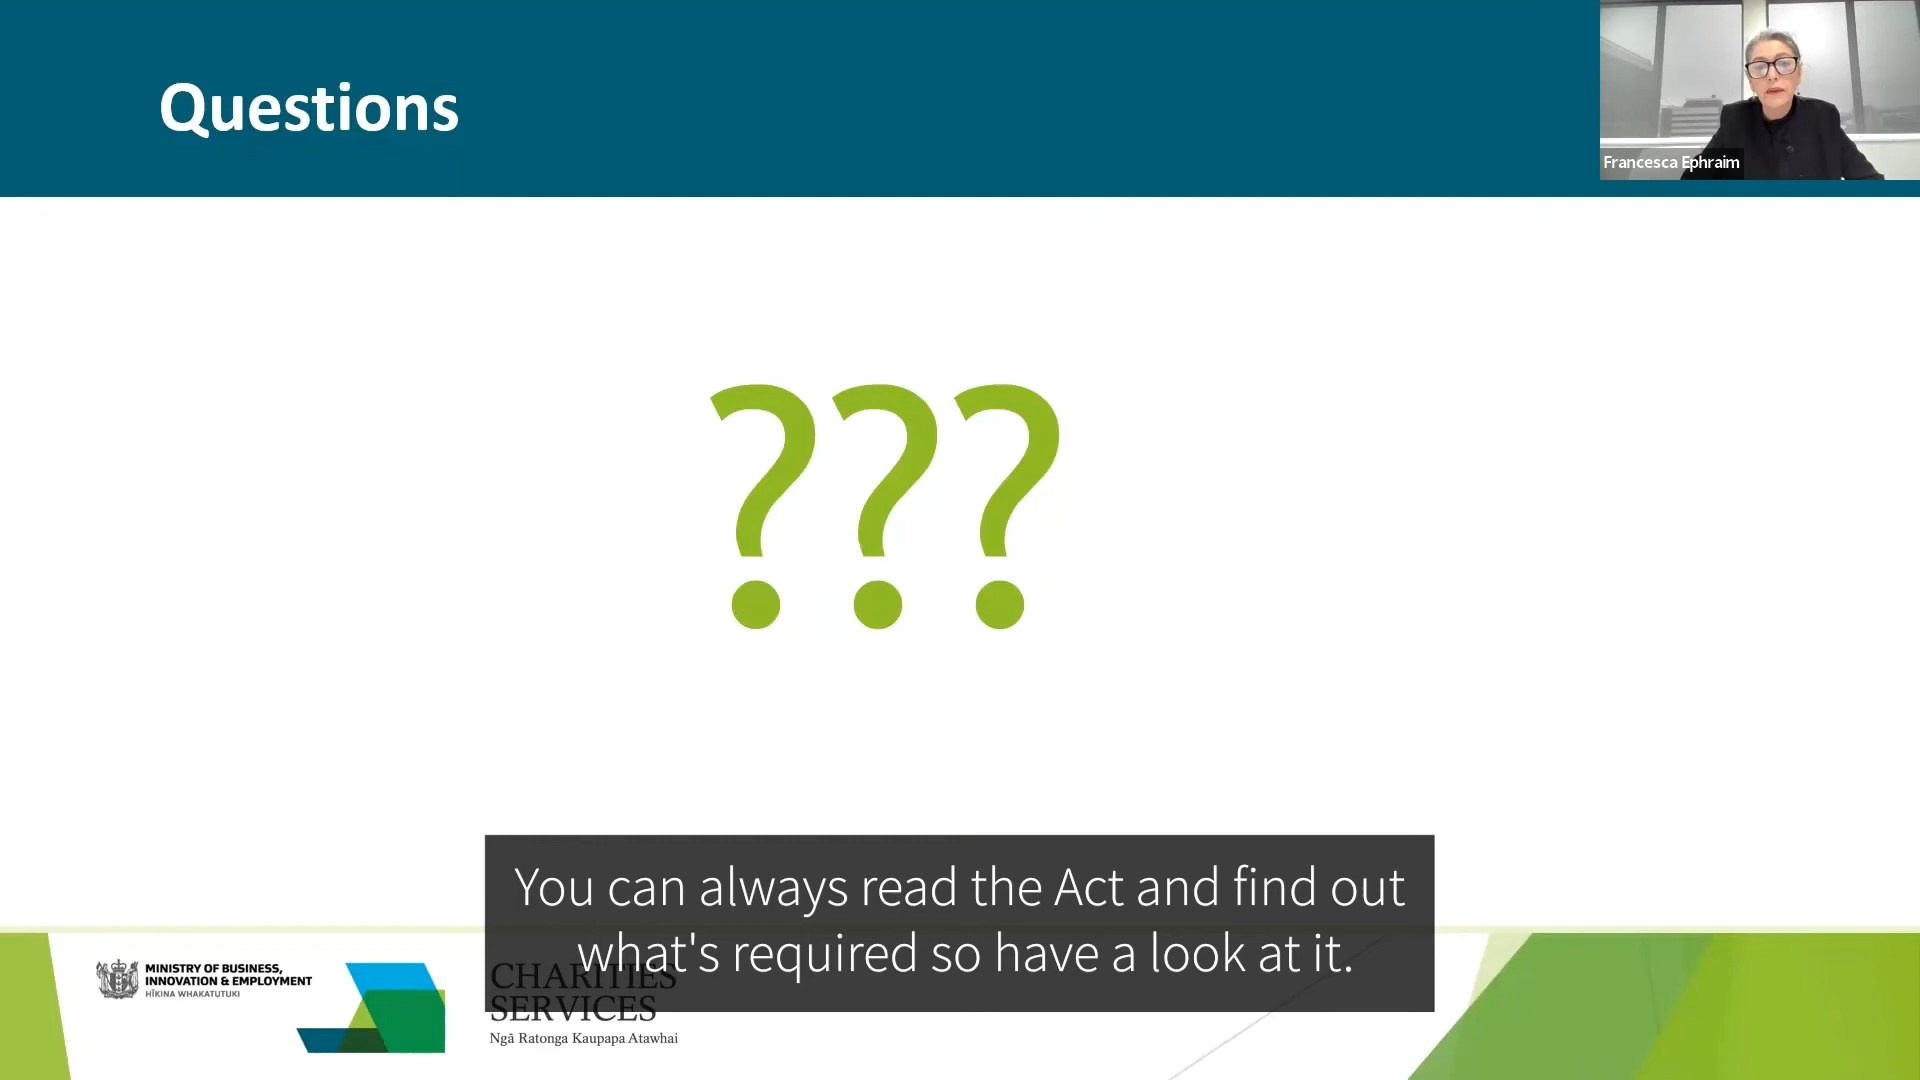 Questions
Francesca Ephraim
???
You can always read the Act and find out
what's required so have a look at it.
MINISTRY OF BUSINESS,
INNOVATION & EMPLOYMENT
HĪKINA WHAKATUTUKI
CHARITIES
SERVICES
Ngā Ratonga Kaupapa Atawhai